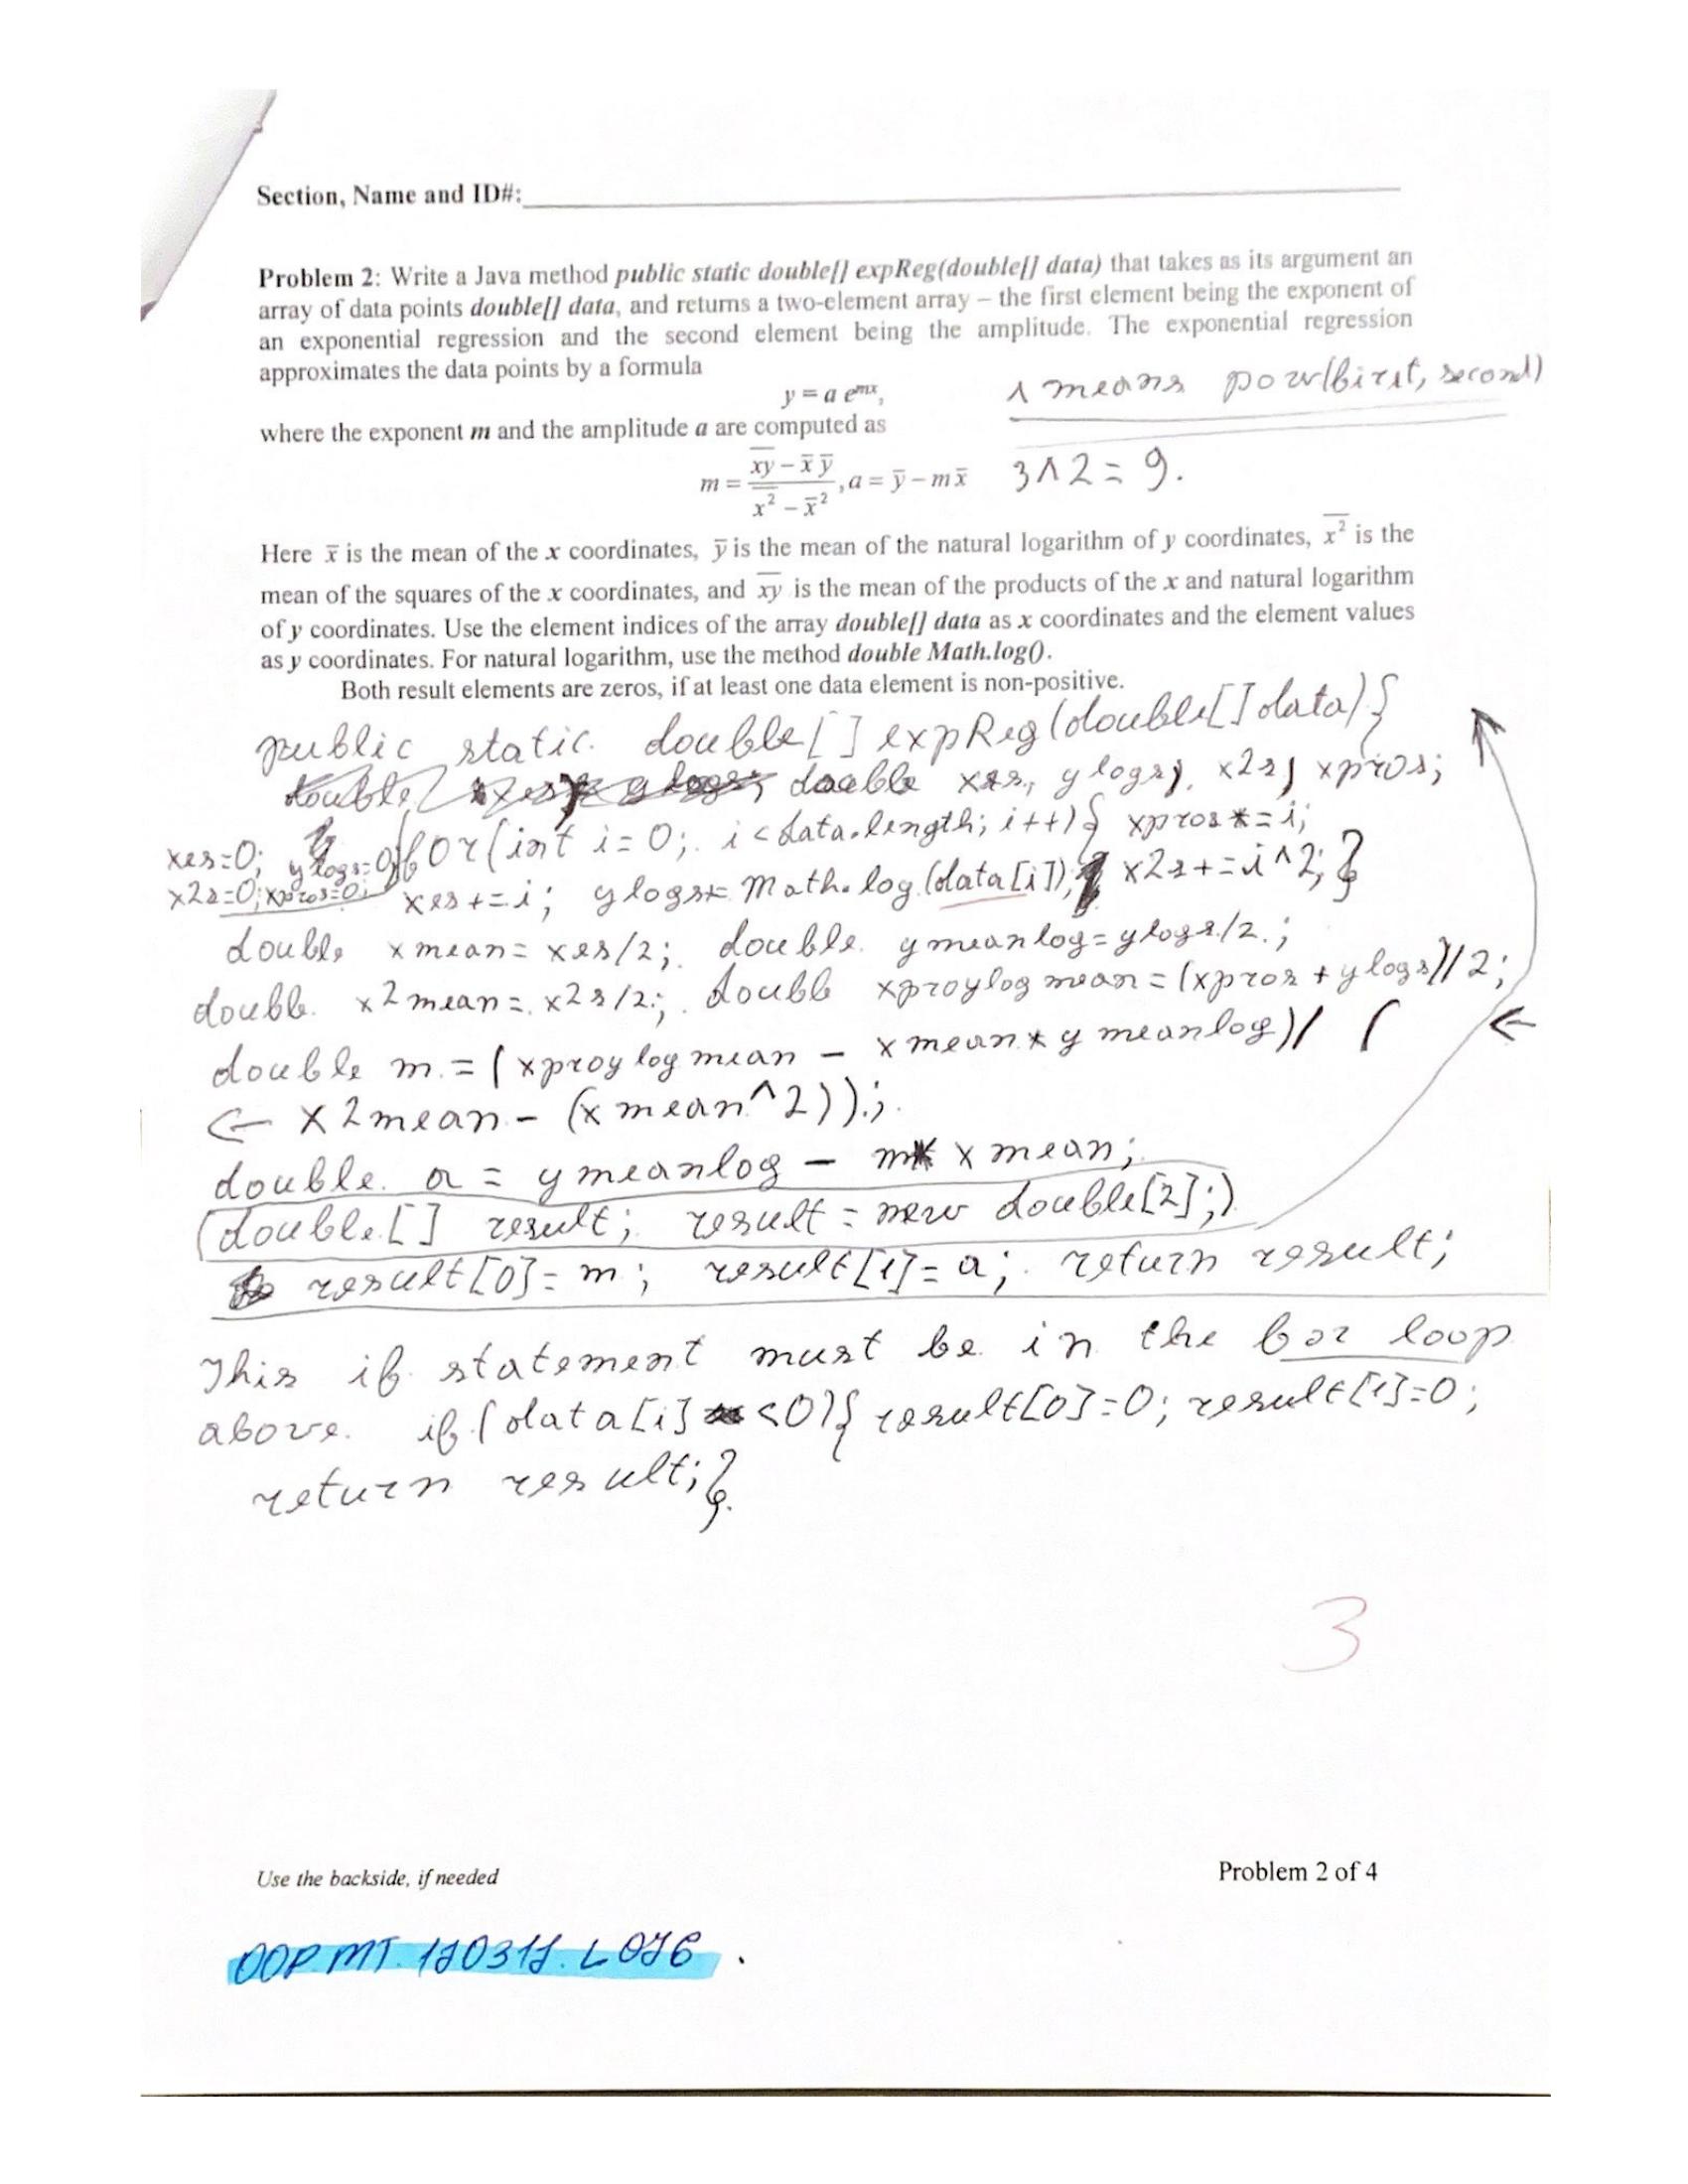 Section, Name and ID#:
Problem 2: Write a Java method public static double[] expReg(double[] data) that takes as its argument an
array of data points double[] data, and returns a two-element array – the first element being the exponent of
an exponential regression and the second element being the amplitude. The exponential regression
approximates the data points by a formula
y = a e^{mx},
∧ means pow(first, second)
where the exponent m and the amplitude a are computed as
m = \frac{\overline{xy} - \bar{x}\,\bar{y}}{\overline{x^2} - \bar{x}^2}, a = \bar{y} - m\bar{x}
3∧2 = 9.
Here x̄ is the mean of the x coordinates, ȳ is the mean of the natural logarithm of y coordinates, \overline{x^2} is the
mean of the squares of the x coordinates, and \overline{xy} is the mean of the products of the x and natural logarithm
of y coordinates. Use the element indices of the array double[] data as x coordinates and the element values
as y coordinates. For natural logarithm, use the method double Math.log().
Both result elements are zeros, if at least one data element is non-positive.
public static double[] expReg(double[] data){
double xes, ylogs, x2s, xpros;
xes=0; ylogs=0; for(int i=0; i<data.length; i++){ xpros*=i;
x2s=0; xpros=0; xes+=i; ylogs*= Math.log(data[i]); x2s+=i^2; }
double xmean= xes/2; double ymeanlog=ylogs/2.;
double x2mean= x2s/2; double xproylogmean=(xpros+ylogs)/2;
double m = (xproylogmean - xmean*ymeanlog)/ ( ←
← x2mean - (xmean^2));
double a = ymeanlog - m* xmean;
(double[] result; result = new double[2];)
result[0]= m; result[1]= a; return result;
This if statement must be in the for loop
above. if(data[i] <0){ result[0]=0; result[1]=0;
return result;}
3
Use the backside, if needed
Problem 2 of 4